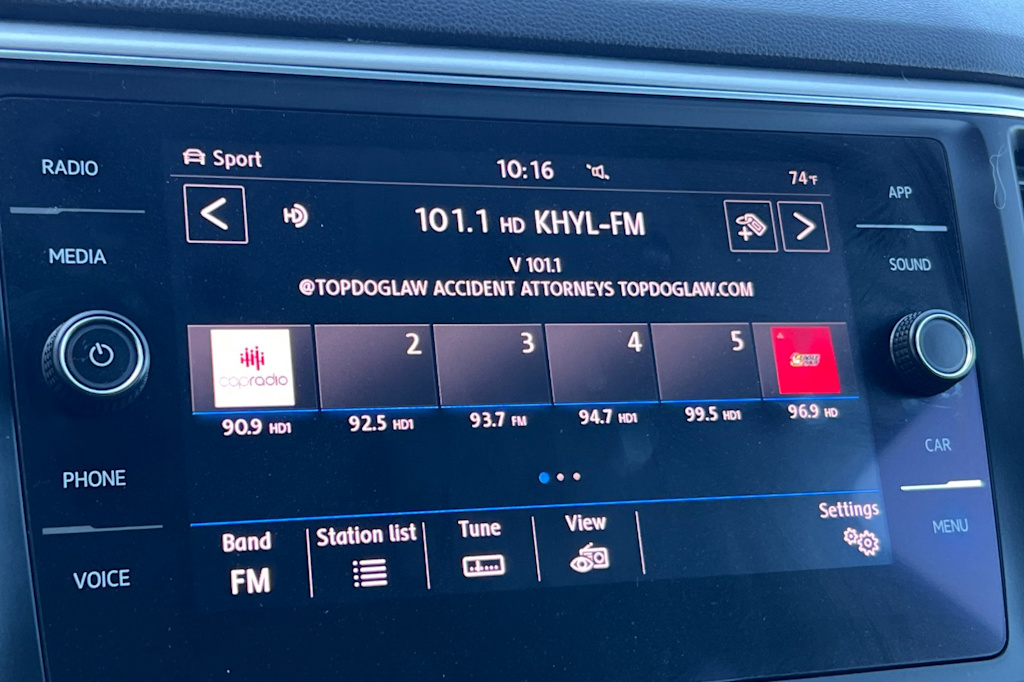 RADIO
MEDIA
PHONE
VOICE
Sport
10:16
74°F
HD
101.1 HD KHYL-FM
V 101.1
@TOPDOGLAW ACCIDENT ATTORNEYS TOPDOGLAW.COM
capradio
2
3
4
5
90.9 HD1
92.5 HD1
93.7 FM
94.7 HD1
99.5 HD1
96.9 HD
Band
FM
Station list
Tune
View
Settings
APP
SOUND
CAR
MENU